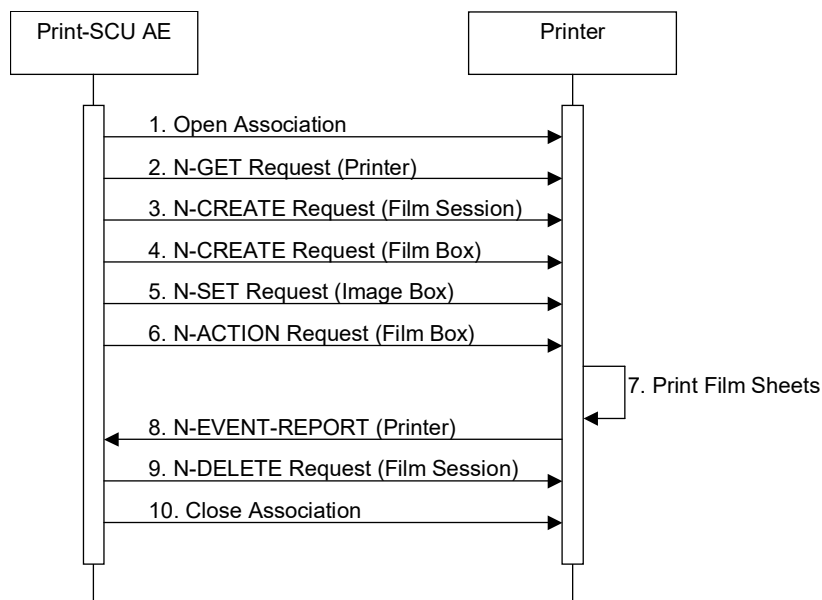 Print-SCU AE
Printer
1. Open Association
2. N-GET Request (Printer)
3. N-CREATE Request (Film Session)
4. N-CREATE Request (Film Box)
5. N-SET Request (Image Box)
6. N-ACTION Request (Film Box)
7. Print Film Sheets
8. N-EVENT-REPORT (Printer)
9. N-DELETE Request (Film Session)
10. Close Association